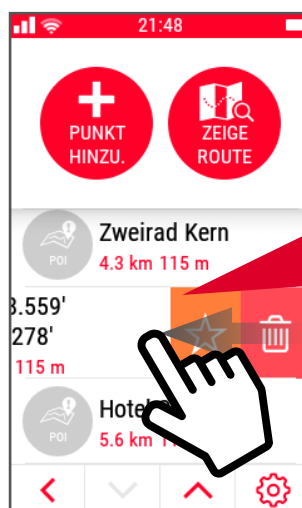 21:48
PUNKT
HINZU.
ZEIGE
ROUTE
POI
Zweirad Kern
4.3 km 115 m
.559'
278'
115 m
POI
Hotel
5.6 km